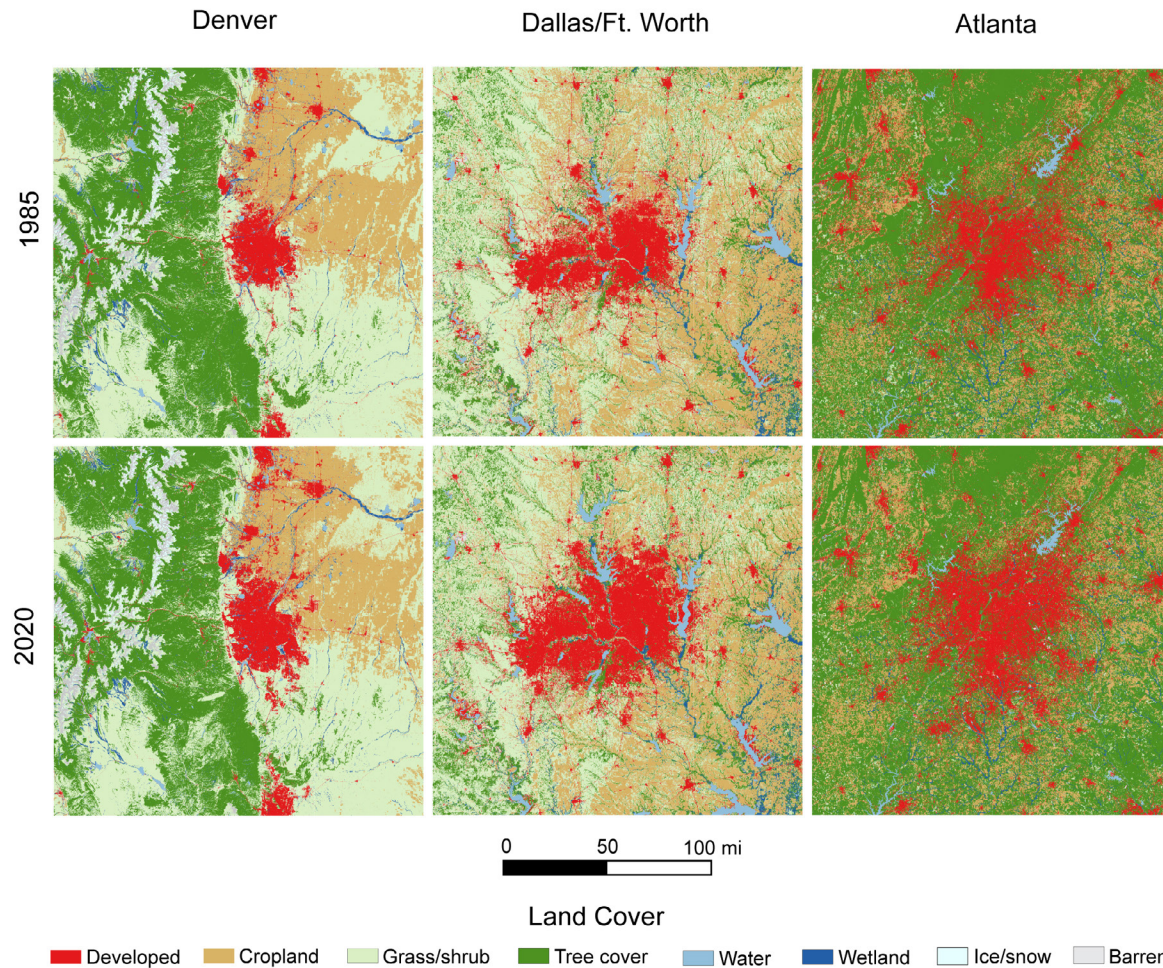 Denver
Dallas/Ft. Worth
Atlanta
1985
2020
0 50 100 mi
Land Cover
Developed Cropland Grass/shrub Tree cover Water Wetland Ice/snow Barren